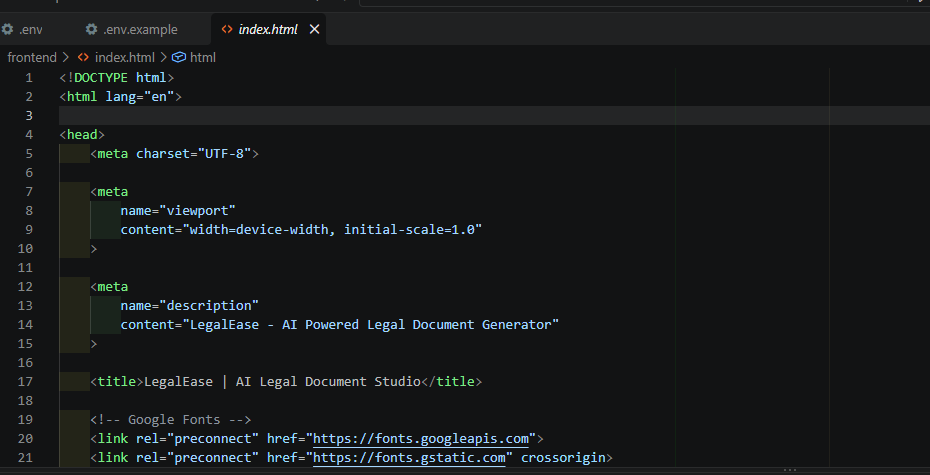 .env .env.example <> index.html ×
frontend > <> index.html > html
1 <!DOCTYPE html>
2 <html lang="en">
3
4 <head>
5 <meta charset="UTF-8">
6
7 <meta
8 name="viewport"
9 content="width=device-width, initial-scale=1.0"
10 >
11
12 <meta
13 name="description"
14 content="LegalEase - AI Powered Legal Document Generator"
15 >
16
17 <title>LegalEase | AI Legal Document Studio</title>
18
19 <!-- Google Fonts -->
20 <link rel="preconnect" href="https://fonts.googleapis.com">
21 <link rel="preconnect" href="https://fonts.gstatic.com" crossorigin>